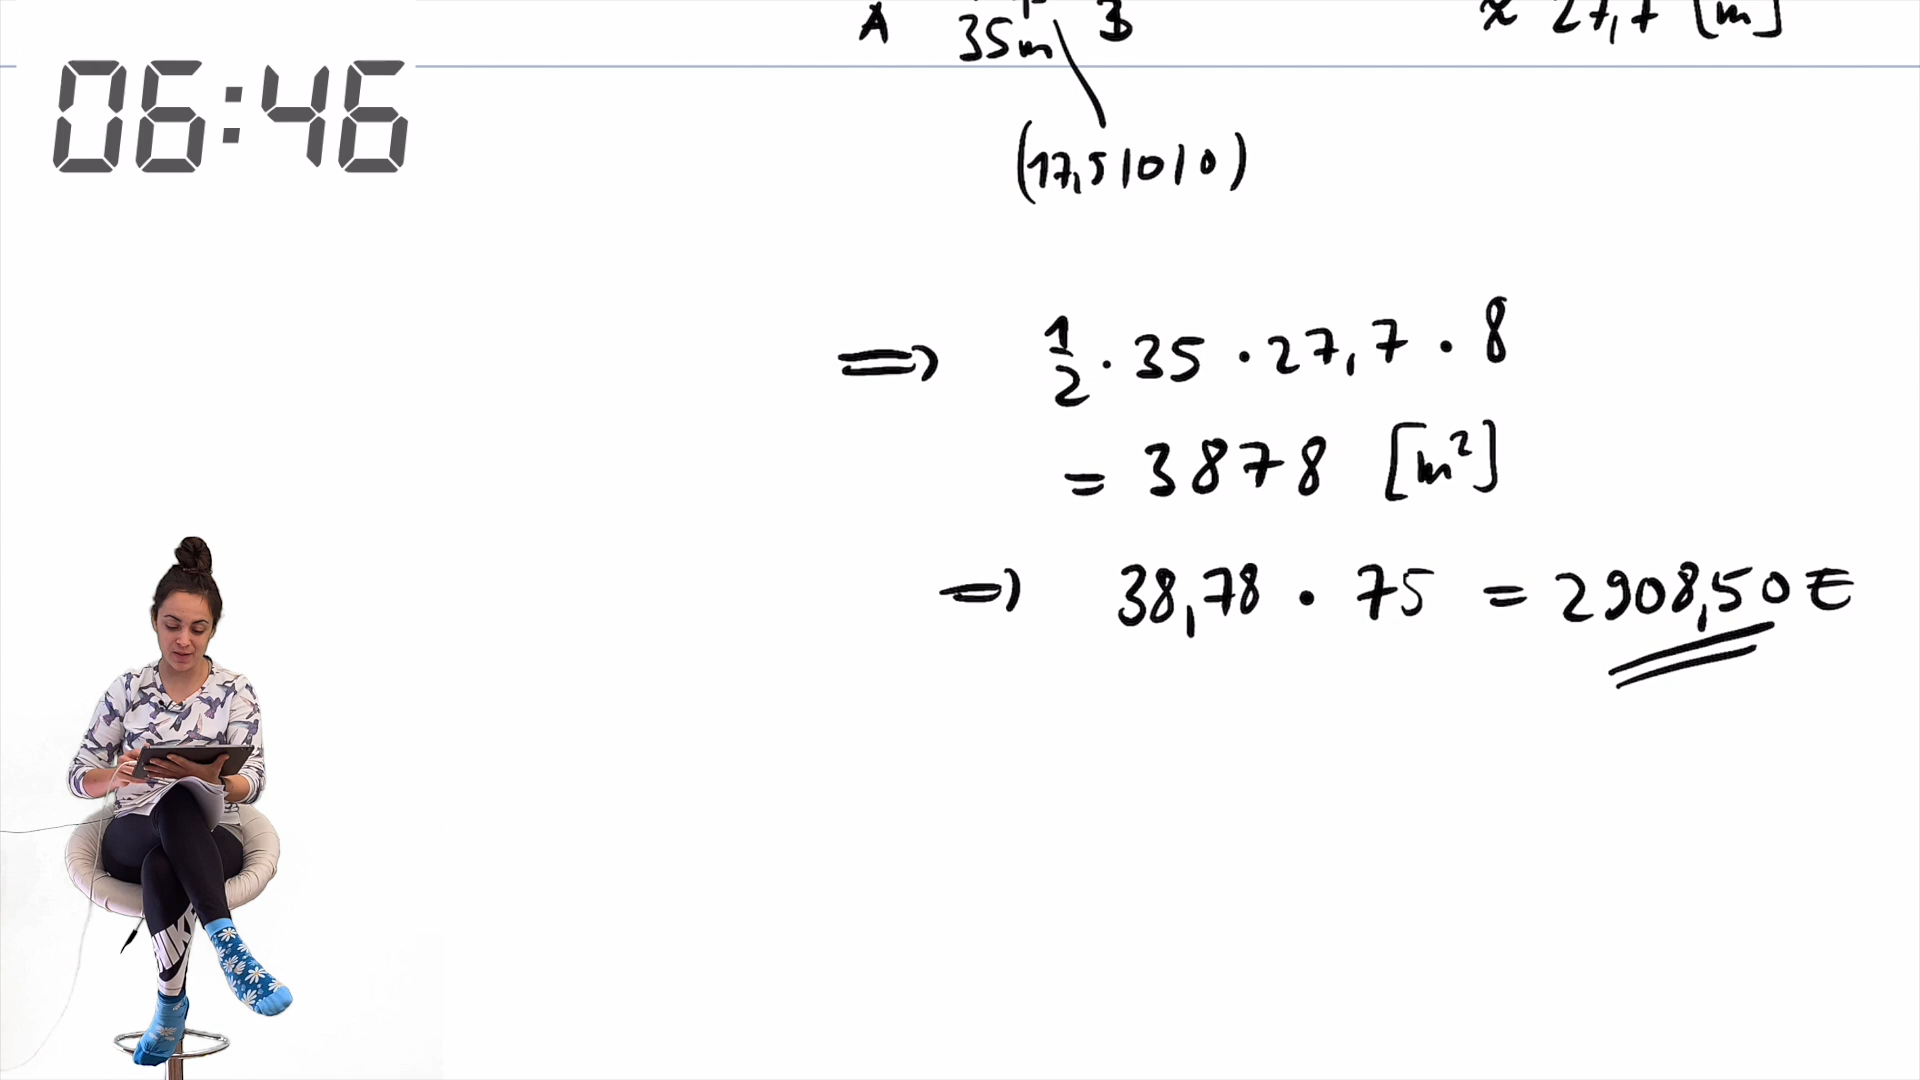 06:46
A 35m B
≈ 27,7 [m]
(17,5|0|0)
⇒ 1/2 · 35 · 27,7 · 8
= 3878 [m²]
⇒ 38,78 · 75 = 2908,50 €
NIKE